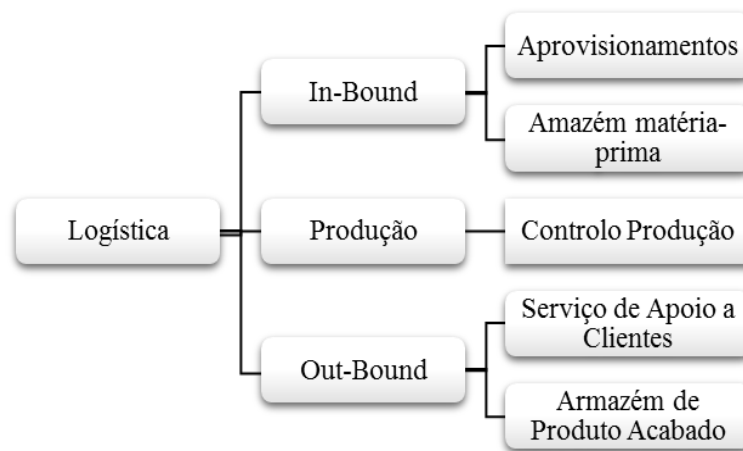 Logística
In-Bound
Aprovisionamentos
Amazém matéria-
prima
Produção
Controlo Produção
Out-Bound
Serviço de Apoio a
Clientes
Armazém de
Produto Acabado